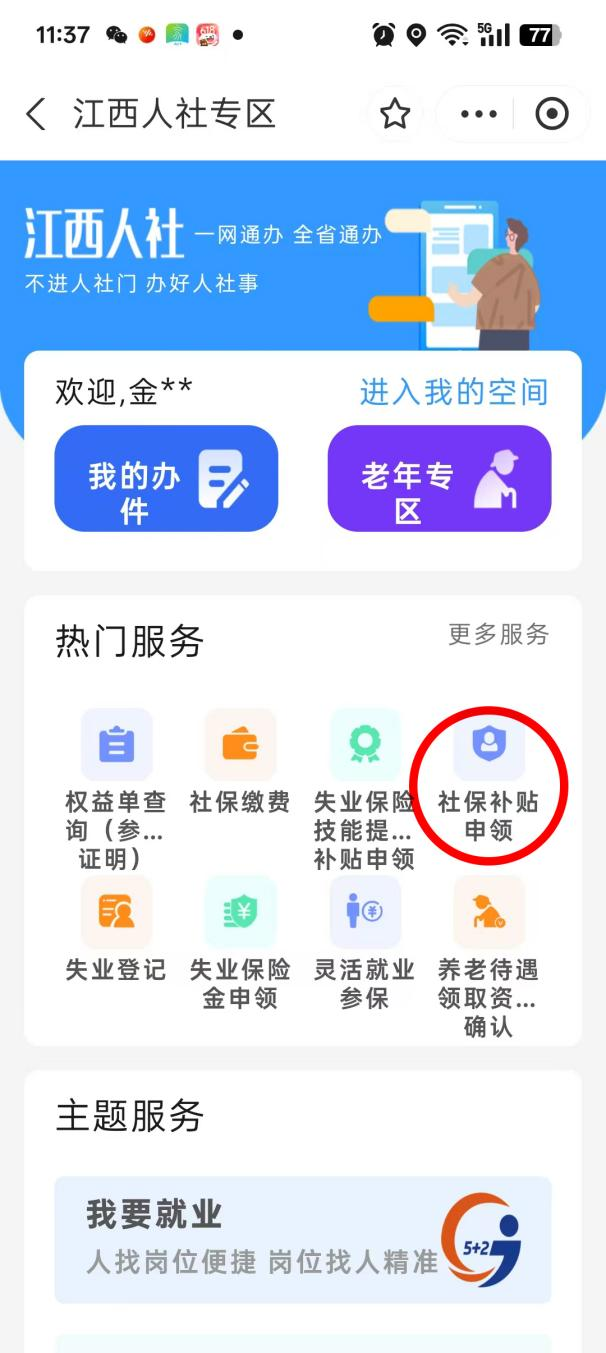 11:37
5G
77
江西人社专区
江西人社 一网通办 全省通办
不进人社门 办好人社事
欢迎,金**
进入我的空间
我的办
件
老年专
区
热门服务
更多服务
权益单查
询（参...
证明）
社保缴费
失业保险
技能提...
补贴申领
社保补贴
申领
失业登记
失业保险
金申领
灵活就业
参保
养老待遇
领取资...
确认
主题服务
我要就业
人找岗位便捷 岗位找人精准
5+2